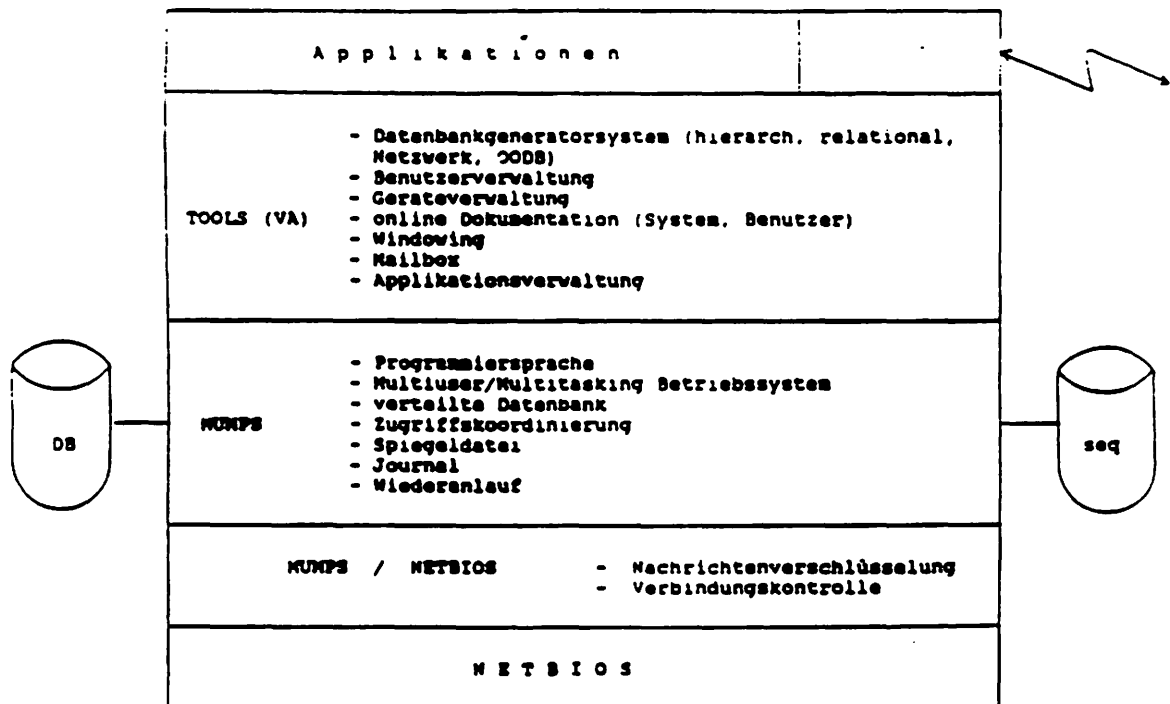 Applikationen
- Datenbankgeneratorsystem (hierarch, relational,
Netzwerk, OODB)
- Benutzerverwaltung
- Geräteverwaltung
TOOLS (VA)
- online Dokumentation (System, Benutzer)
- Windowing
- Mailbox
- Applikationsverwaltung
- Programmiersprache
- Multiuser/Multitasking Betriebssystem
- verteilte Datenbank
MUMPS
- Zugriffskoordinierung
- Spiegeldatei
- Journal
- Wiederanlauf
DB
seq
MUMPS / NETBIOS
- Nachrichtenverschlüsselung
- Verbindungskontrolle
NETBIOS